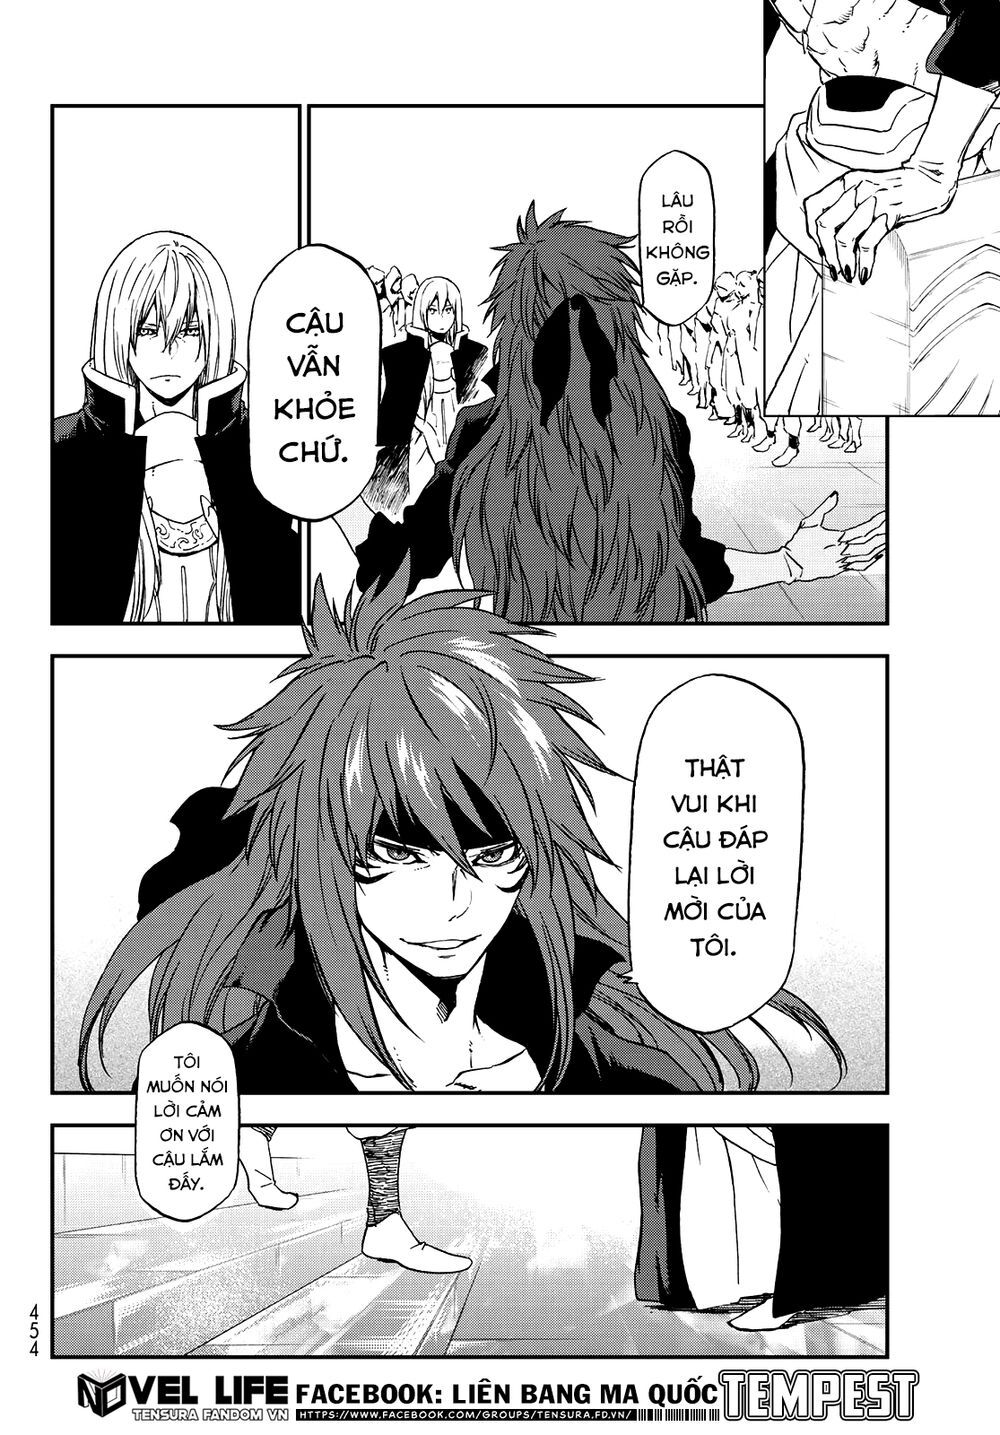 LÂU
RỒI
KHÔNG
GẶP.
CẬU
VẪN
KHỎE
CHỨ.
THẬT
VUI KHI
CẬU ĐÁP
LẠI LỜI
MỜI CỦA
TÔI.
TÔI
MUỐN NÓI
LỜI CẢM
ƠN VỚI
CẬU LẮM
ĐẤY.
454
NOVEL LIFE
TENSURA FANDOM VN
FACEBOOK: LIÊN BANG MA QUỐC TEMPEST
HTTPS://WWW.FACEBOOK.COM/GROUPS/TENSURA.FD.VN/